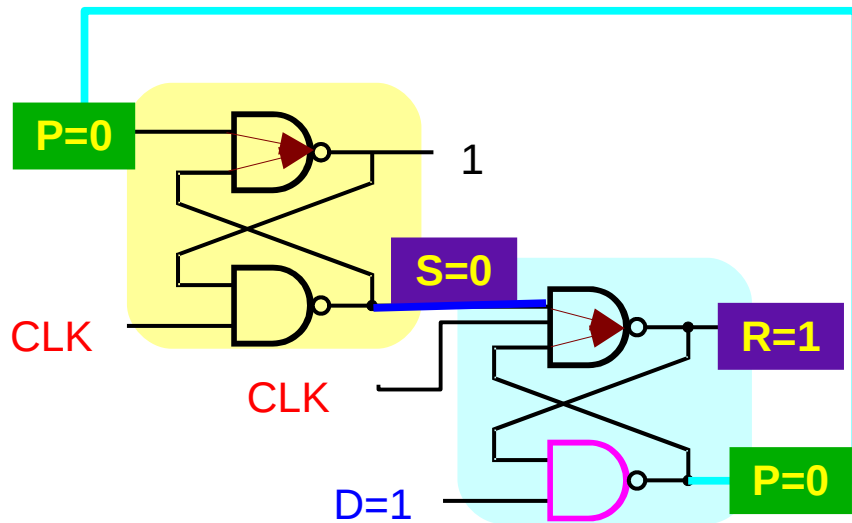 P=0
1
S=0
CLK
R=1
CLK
P=0
D=1